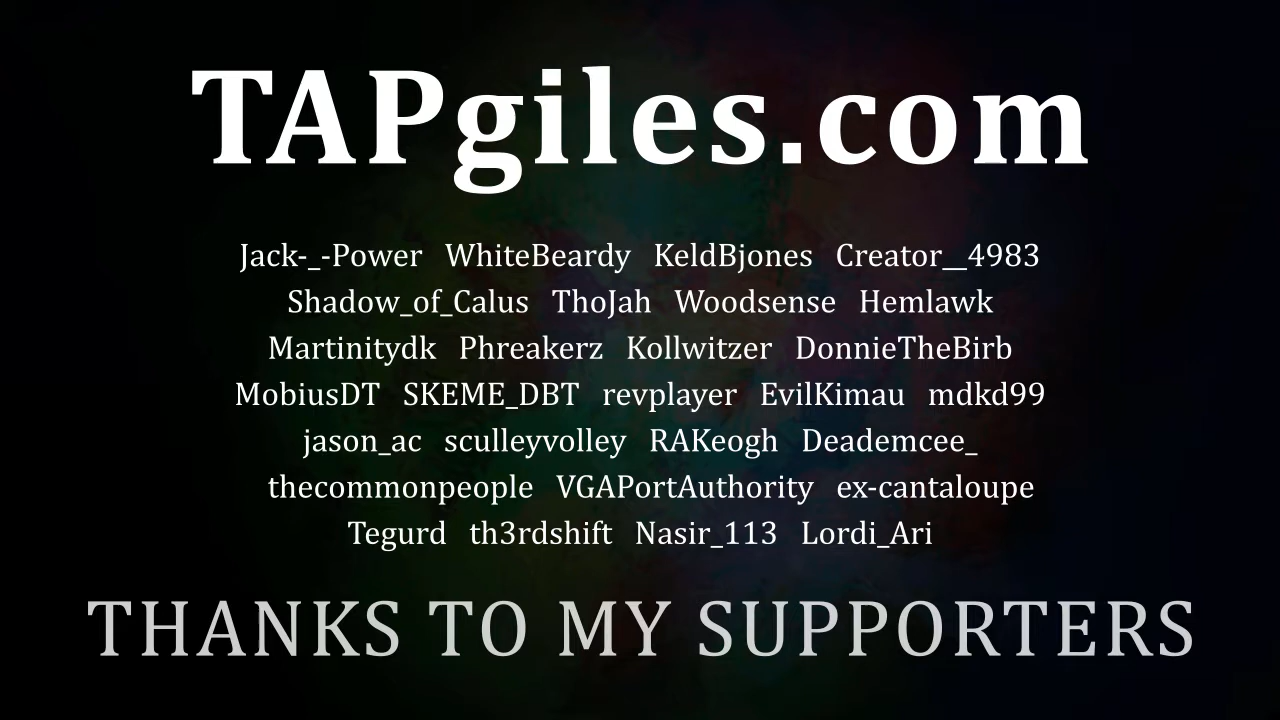 TAPgiles.com
Jack-_-Power WhiteBeardy KeldBjones Creator__4983
Shadow_of_Calus ThoJah Woodsense Hemlawk
Martinitydk Phreakerz Kollwitzer DonnieTheBirb
MobiusDT SKEME_DBT revplayer EvilKimau mdkd99
jason_ac sculleyvolley RAKeogh Deademcee_
thecommonpeople VGAPortAuthority ex-cantaloupe
Tegurd th3rdshift Nasir_113 Lordi_Ari
THANKS TO MY SUPPORTERS